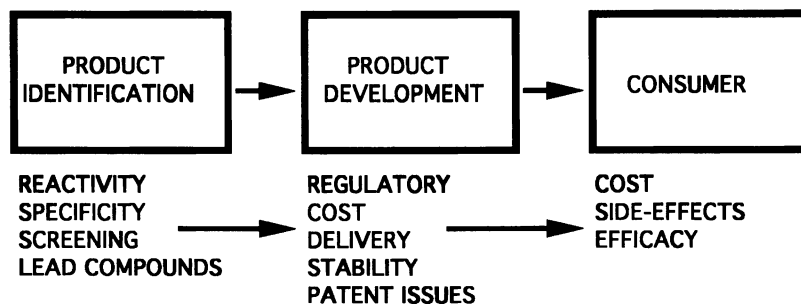 PRODUCT
IDENTIFICATION
PRODUCT
DEVELOPMENT
CONSUMER
REACTIVITY
SPECIFICITY
SCREENING
LEAD COMPOUNDS
REGULATORY
COST
DELIVERY
STABILITY
PATENT ISSUES
COST
SIDE-EFFECTS
EFFICACY